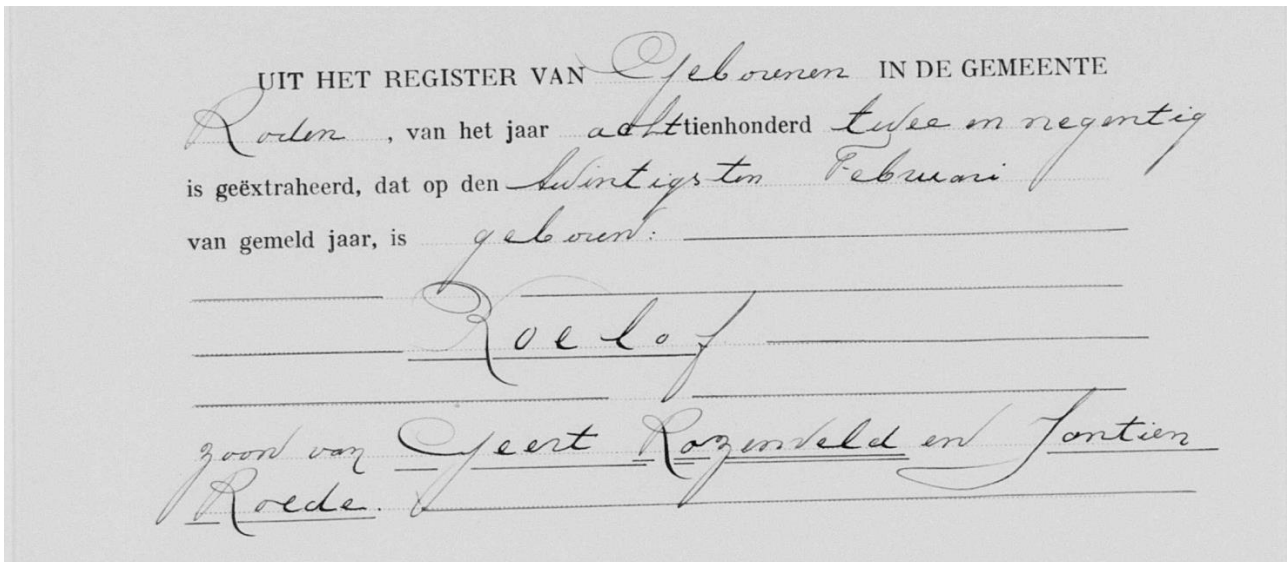 UIT HET REGISTER VAN Geborenen IN DE GEMEENTE
Roden, van het jaar achttienhonderd twee en negentig
is geëxtraheerd, dat op den twintigsten Februari
van gemeld jaar, is geboren:
Roelof
zoon van Geert Rozenveld en Jantien
Roede.